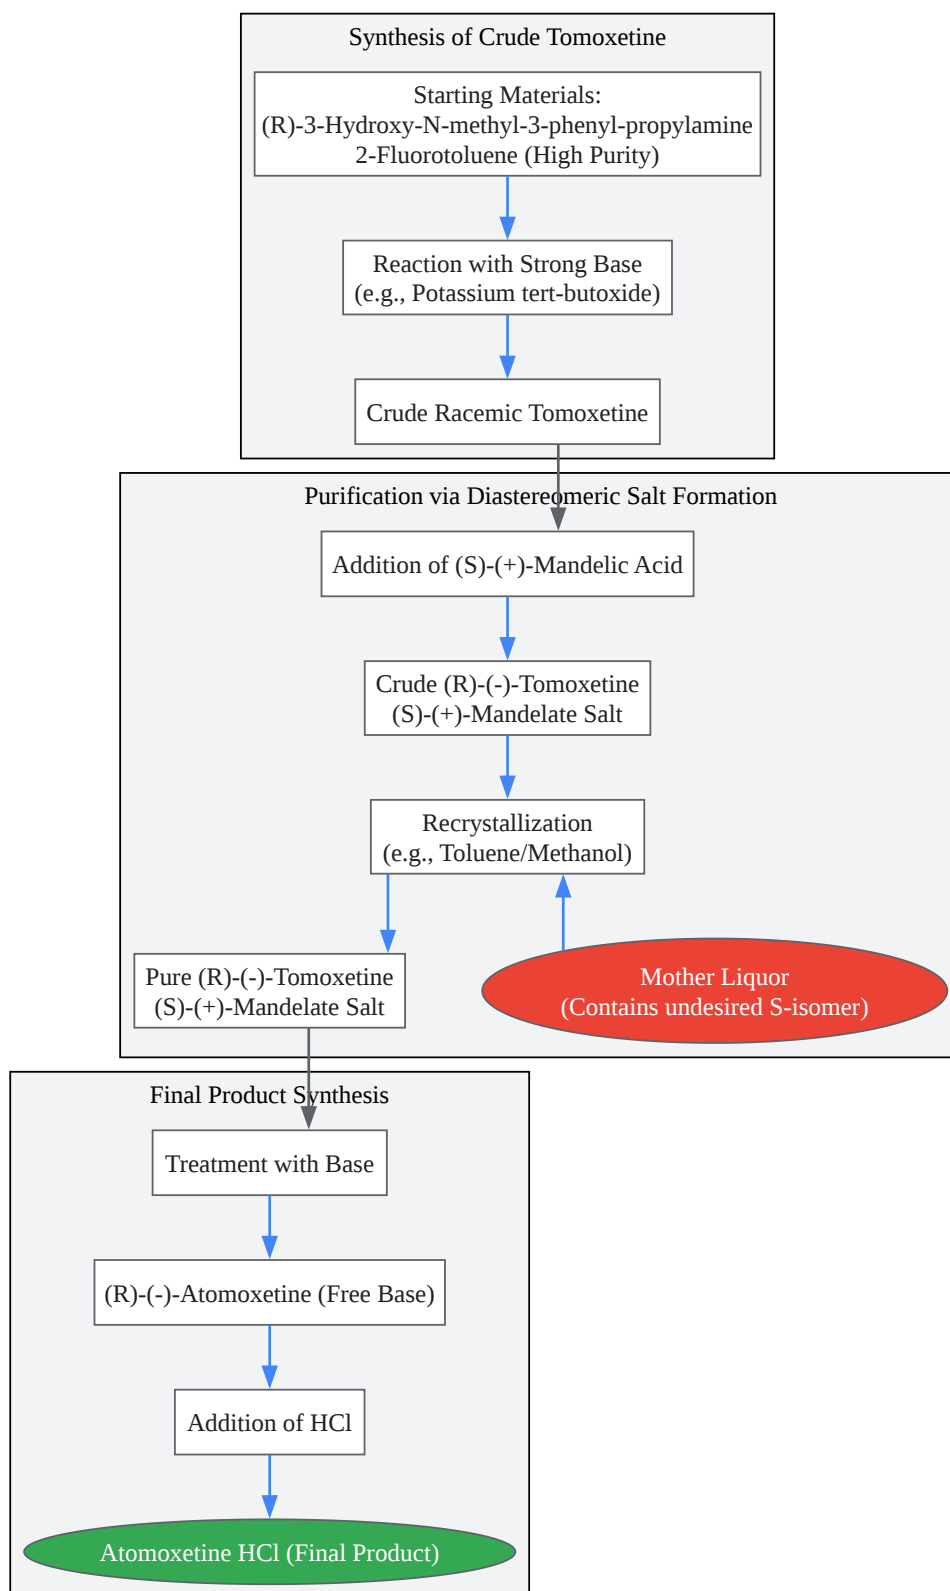 Synthesis of Crude Tomoxetine
Starting Materials:
(R)-3-Hydroxy-N-methyl-3-phenyl-propylamine
2-Fluorotoluene (High Purity)
Reaction with Strong Base
(e.g., Potassium tert-butoxide)
Crude Racemic Tomoxetine
Purification via Diastereomeric Salt Formation
Addition of (S)-(+)-Mandelic Acid
Crude (R)-(-)-Tomoxetine
(S)-(+)-Mandelate Salt
Recrystallization
(e.g., Toluene/Methanol)
Pure (R)-(-)-Tomoxetine
(S)-(+)-Mandelate Salt
Mother Liquor
(Contains undesired S-isomer)
Final Product Synthesis
Treatment with Base
(R)-(-)-Atomoxetine (Free Base)
Addition of HCl
Atomoxetine HCl (Final Product)